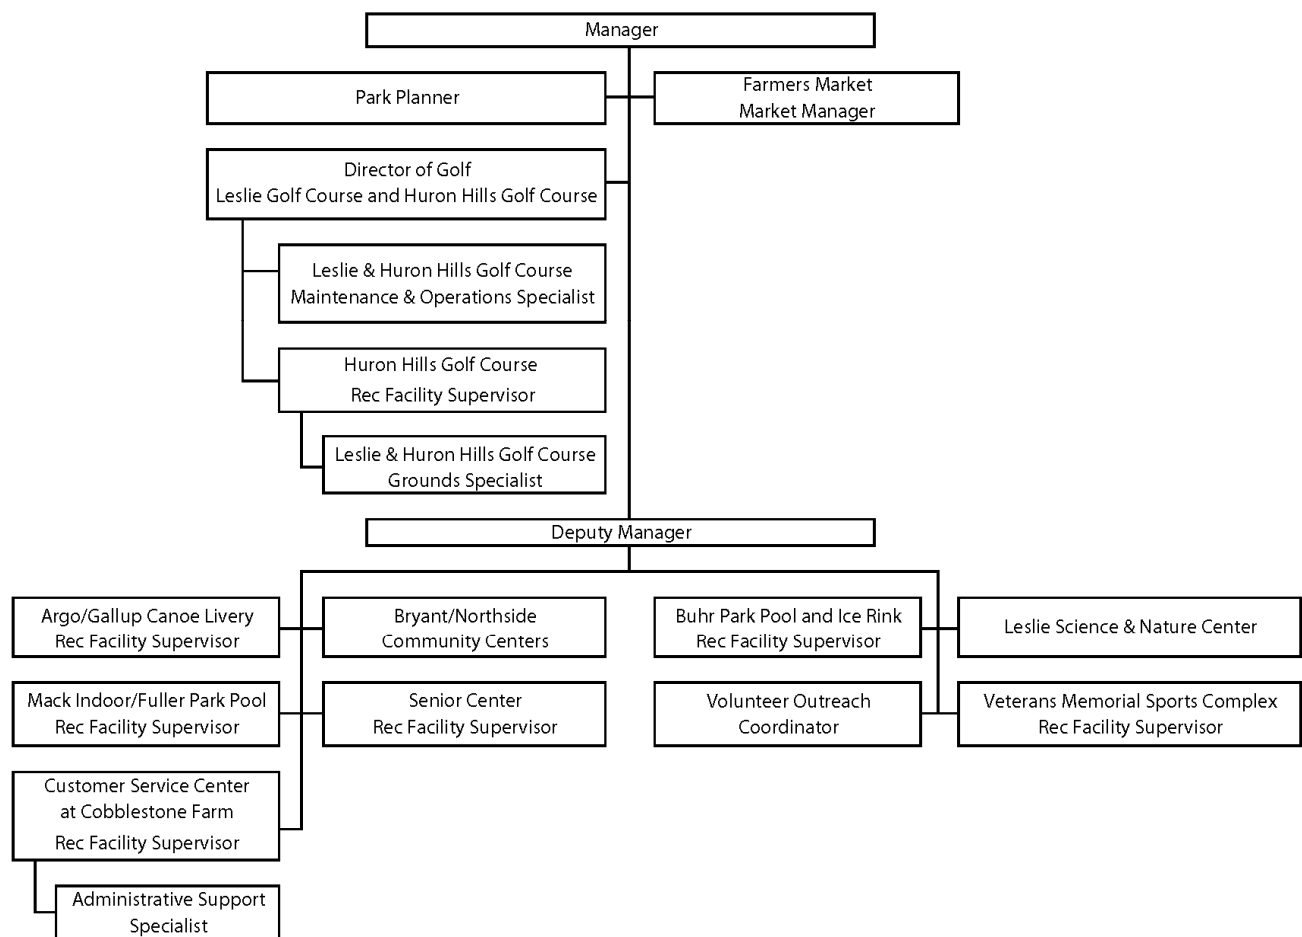 Manager
Park Planner
Farmers Market
Market Manager
Director of Golf
Leslie Golf Course and Huron Hills Golf Course
Leslie & Huron Hills Golf Course
Maintenance & Operations Specialist
Huron Hills Golf Course
Rec Facility Supervisor
Leslie & Huron Hills Golf Course
Grounds Specialist
Deputy Manager
Argo/Gallup Canoe Livery
Rec Facility Supervisor
Bryant/Northside
Community Centers
Buhr Park Pool and Ice Rink
Rec Facility Supervisor
Leslie Science & Nature Center
Mack Indoor/Fuller Park Pool
Rec Facility Supervisor
Senior Center
Rec Facility Supervisor
Volunteer Outreach
Coordinator
Veterans Memorial Sports Complex
Rec Facility Supervisor
Customer Service Center
at Cobblestone Farm
Rec Facility Supervisor
Administrative Support
Specialist